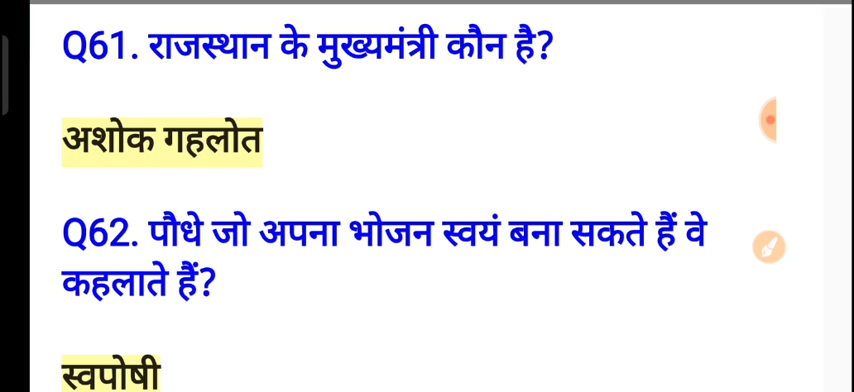 Q61. राजस्थान के मुख्यमंत्री कौन है?
अशोक गहलोत
Q62. पौधे जो अपना भोजन स्वयं बना सकते हैं वे
कहलाते हैं?
स्वपोषी